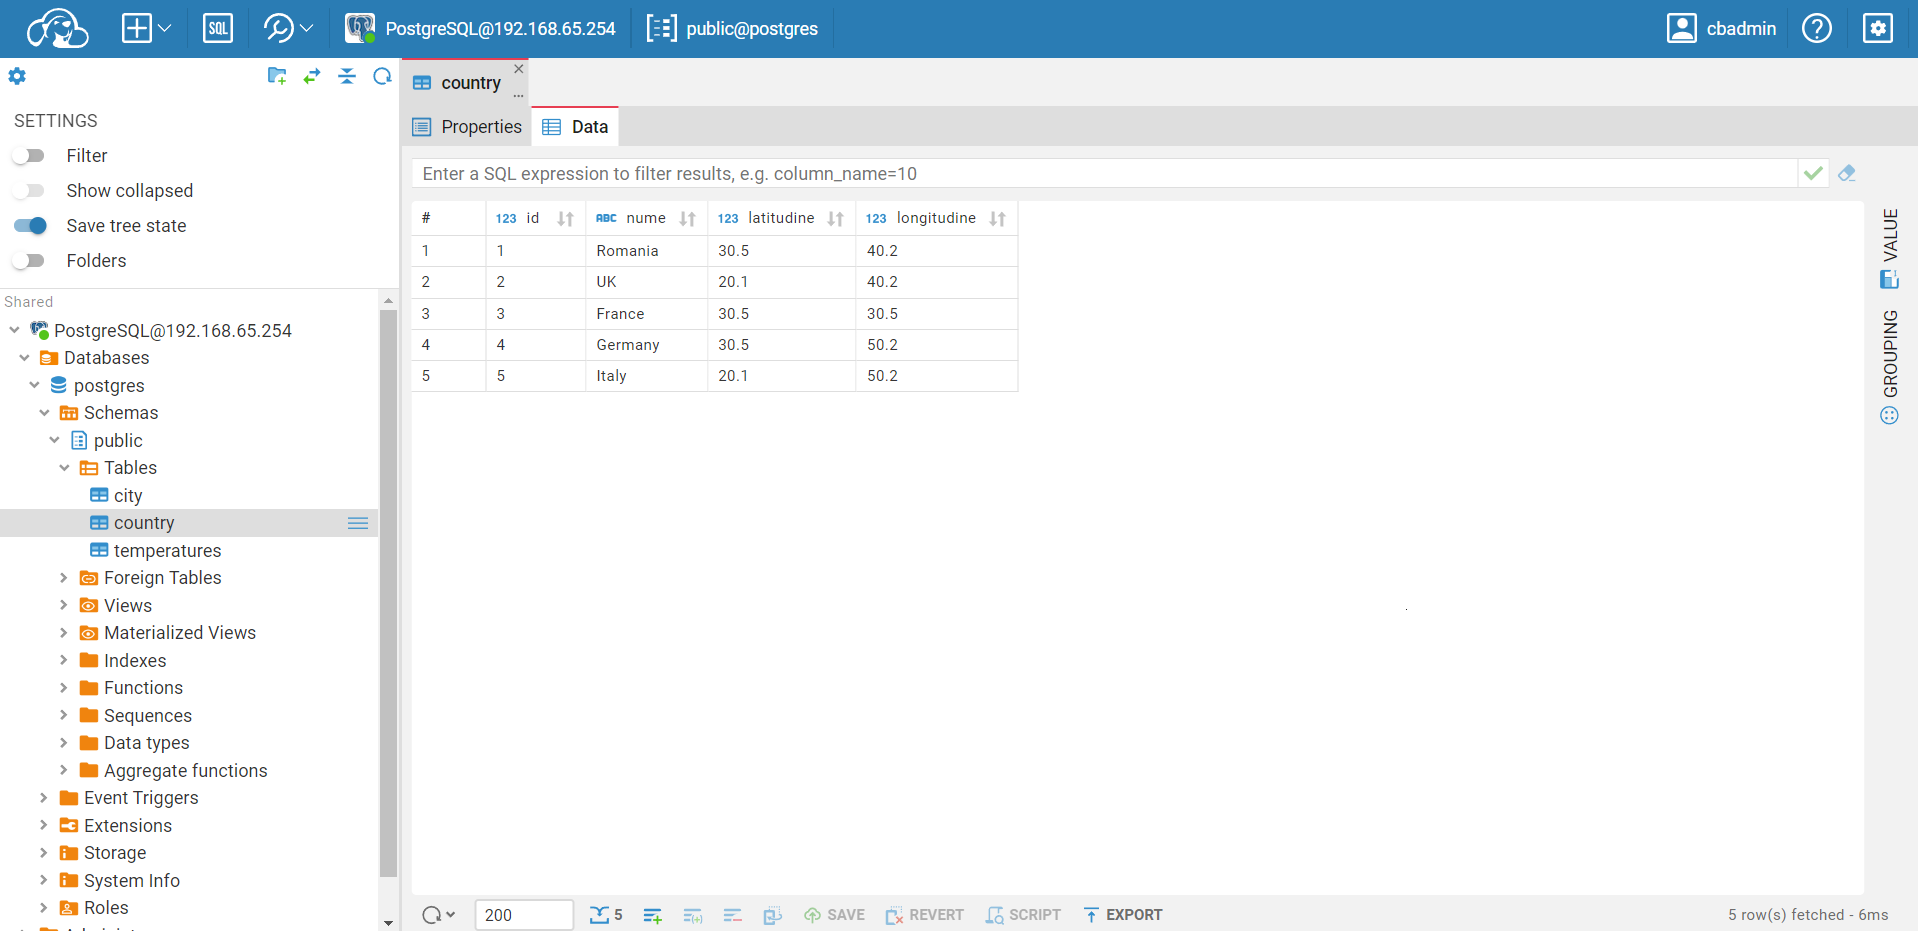 SQL PostgreSQL@192.168.65.254 public@postgres cbadmin
SETTINGS
Filter
Show collapsed
Save tree state
Folders
Shared
PostgreSQL@192.168.65.254
Databases
postgres
Schemas
public
Tables
city
country
temperatures
Foreign Tables
Views
Materialized Views
Indexes
Functions
Sequences
Data types
Aggregate functions
Event Triggers
Extensions
Storage
System Info
Roles
country
Properties Data
Enter a SQL expression to filter results, e.g. column_name=10
# 123 id ABC nume 123 latitudine 123 longitudine
1 1 Romania 30.5 40.2
2 2 UK 20.1 40.2
3 3 France 30.5 30.5
4 4 Germany 30.5 50.2
5 5 Italy 20.1 50.2
VALUE
GROUPING
200 5 SAVE REVERT SCRIPT EXPORT 5 row(s) fetched - 6ms